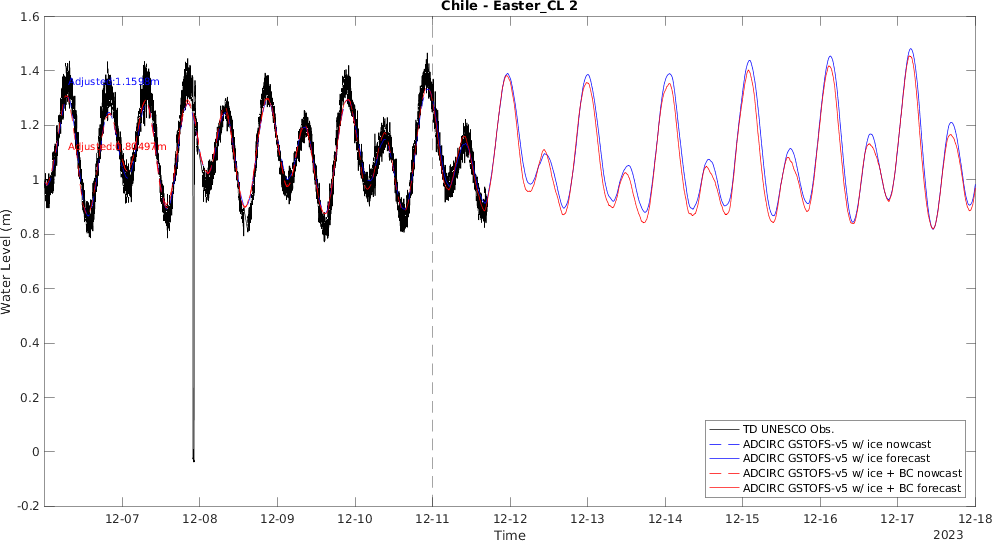 Chile - Easter_CL 2
Water Level (m)
1.6
1.4
1.2
1
0.8
0.6
0.4
0.2
0
-0.2
TD UNESCO Obs.
ADCIRC GSTOFS-v5 w/ ice nowcast
ADCIRC GSTOFS-v5 w/ ice forecast
ADCIRC GSTOFS-v5 w/ ice + BC nowcast
ADCIRC GSTOFS-v5 w/ ice + BC forecast
12-07 12-08 12-09 12-10 12-11 12-12 12-13 12-14 12-15 12-16 12-17 12-18
Time
2023